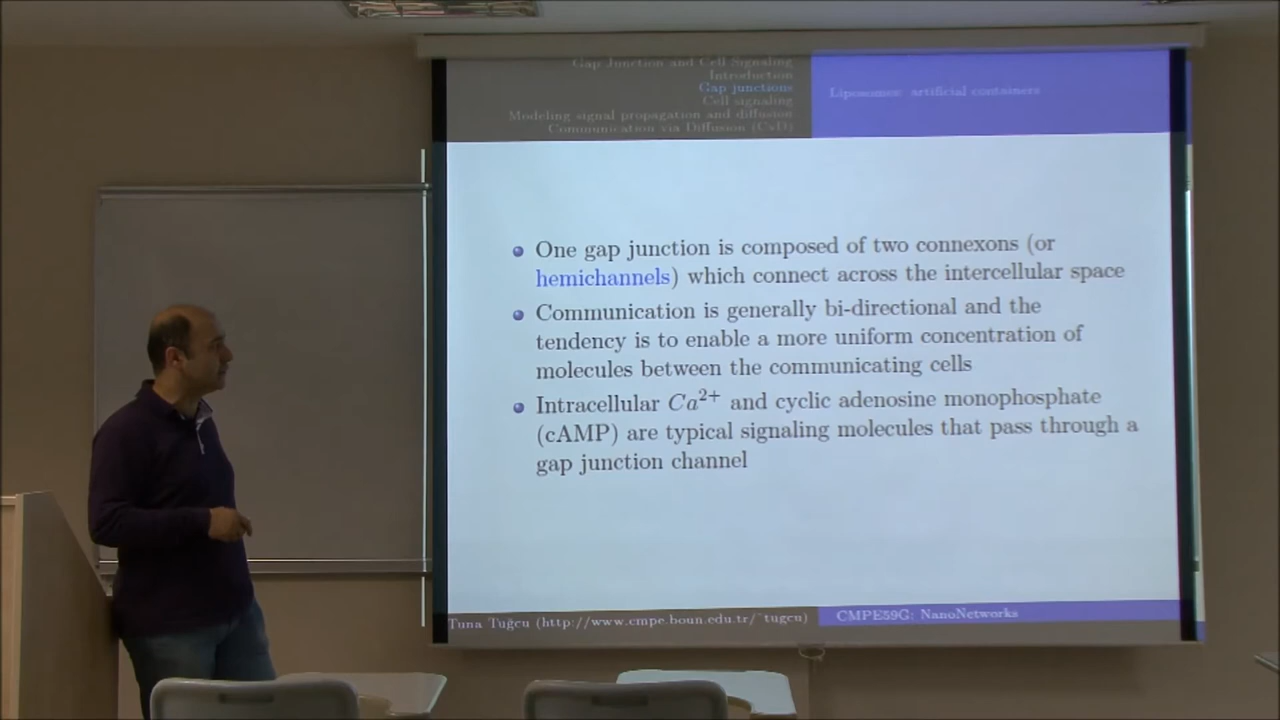 Gap Junction and Cell Signaling
Introduction
Gap junctions
Cell signaling
Modeling signal propagation and diffusion
Communication via Diffusion (CvD)
Liposomes: artificial containers
One gap junction is composed of two connexons (or
hemichannels) which connect across the intercellular space
Communication is generally bi-directional and the
tendency is to enable a more uniform concentration of
molecules between the communicating cells
Intracellular Ca²⁺ and cyclic adenosine monophosphate
(cAMP) are typical signaling molecules that pass through a
gap junction channel
Tuna Tuğcu (http://www.cmpe.boun.edu.tr/~tugcu)
CMPE59G: NanoNetworks